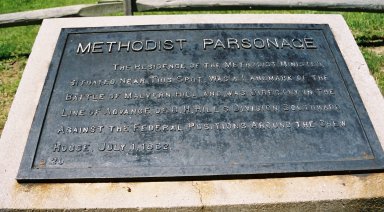 METHODIST PARSONAGE
THE RESIDENCE OF THE METHODIST MINISTER,
SITUATED NEAR THIS SPOT, WAS A LANDMARK OF THE
BATTLE OF MALVERN HILL AND WAS DIRECTLY IN THE
LINE OF ADVANCE OF D.H. HILL'S DIVISION SOUTHWARD
AGAINST THE FEDERAL POSITIONS AROUND THE CREW
HOUSE, JULY 1, 1862.